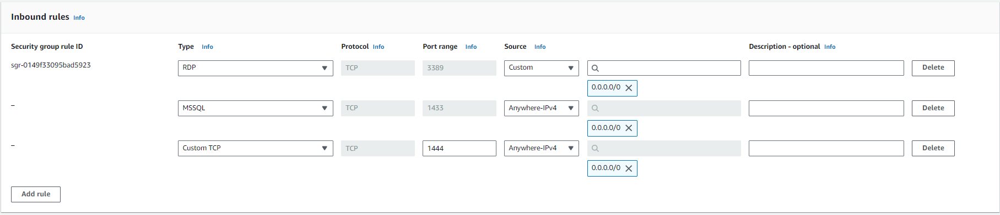 Inbound rules Info
Security group rule ID Type Info Protocol Info Port range Info Source Info Description - optional Info
sgr-0149f33095bad5923 RDP TCP 3389 Custom Delete
0.0.0.0/0
– MSSQL TCP 1433 Anywhere-IPv4 Delete
0.0.0.0/0
– Custom TCP TCP 1444 Anywhere-IPv4 Delete
0.0.0.0/0
Add rule